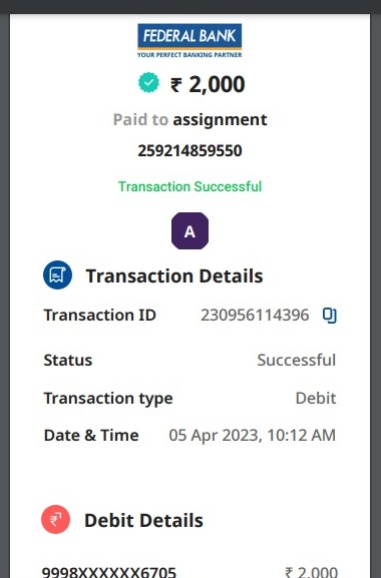 FEDERAL BANK
YOUR PERFECT BANKING PARTNER
₹ 2,000
Paid to assignment
259214859550
Transaction Successful
A
Transaction Details
Transaction ID 230956114396
Status Successful
Transaction type Debit
Date & Time 05 Apr 2023, 10:12 AM
Debit Details
9998XXXXXX6705 ₹ 2,000